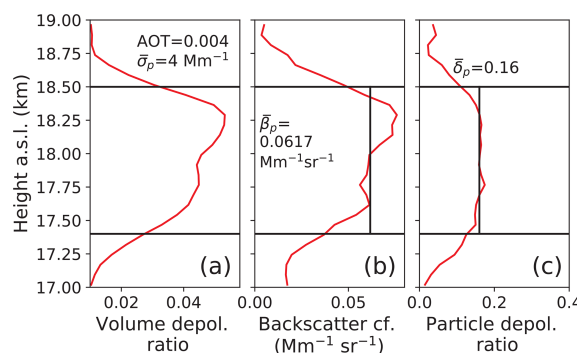 19.00
18.75
18.50
18.25
18.00
17.75
17.50
17.25
17.00
Height a.s.l. (km)
AOT=0.004
σ̄ₚ=4 Mm⁻¹
(a)
0.02
0.04
Volume depol.
ratio
β̄ₚ=
0.0617
Mm⁻¹sr⁻¹
(b)
0.00
0.05
Backscatter cf.
(Mm⁻¹ sr⁻¹)
δ̄ₚ=0.16
(c)
0.0
0.2
0.4
Particle depol.
ratio